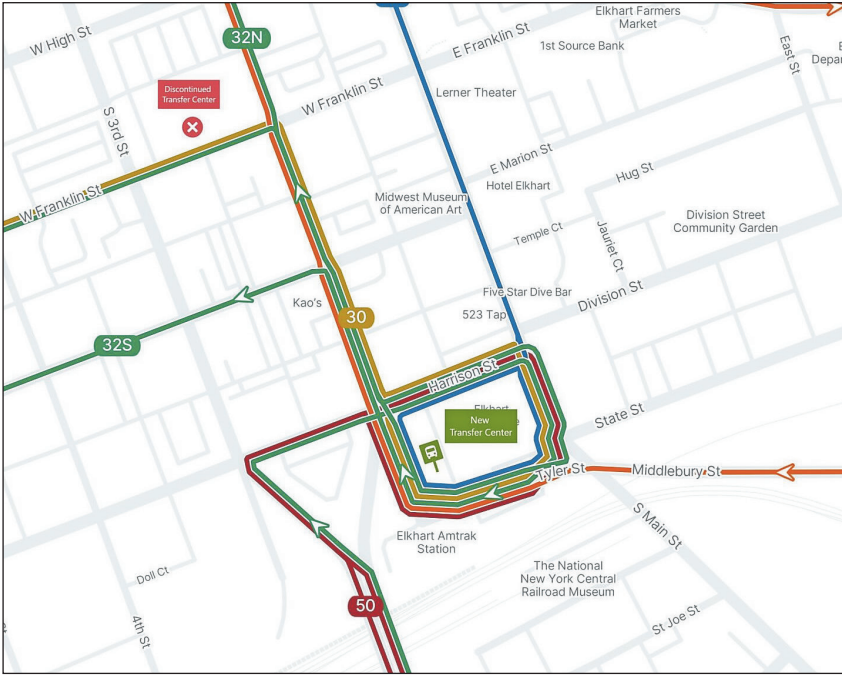 Elkhart Farmers
Market
32N
W High St
E Franklin St
1st Source Bank
East St
Discontinued
Transfer Center
W Franklin St
Lerner Theater
S 3rd St
E Marion St
Hug St
Hotel Elkhart
W Franklin St
Midwest Museum
of American Art
Division Street
Community Garden
Temple Ct
Jauriet Ct
Five Star Dive Bar
Division St
Kao's
30
523 Tap
32S
Harrison St
Elkhart
New
Transfer Center
State St
Tyler St
Middlebury St
S Main St
Elkhart Amtrak
Station
The National
New York Central
Railroad Museum
Doll Ct
50
4th St
St Joe St